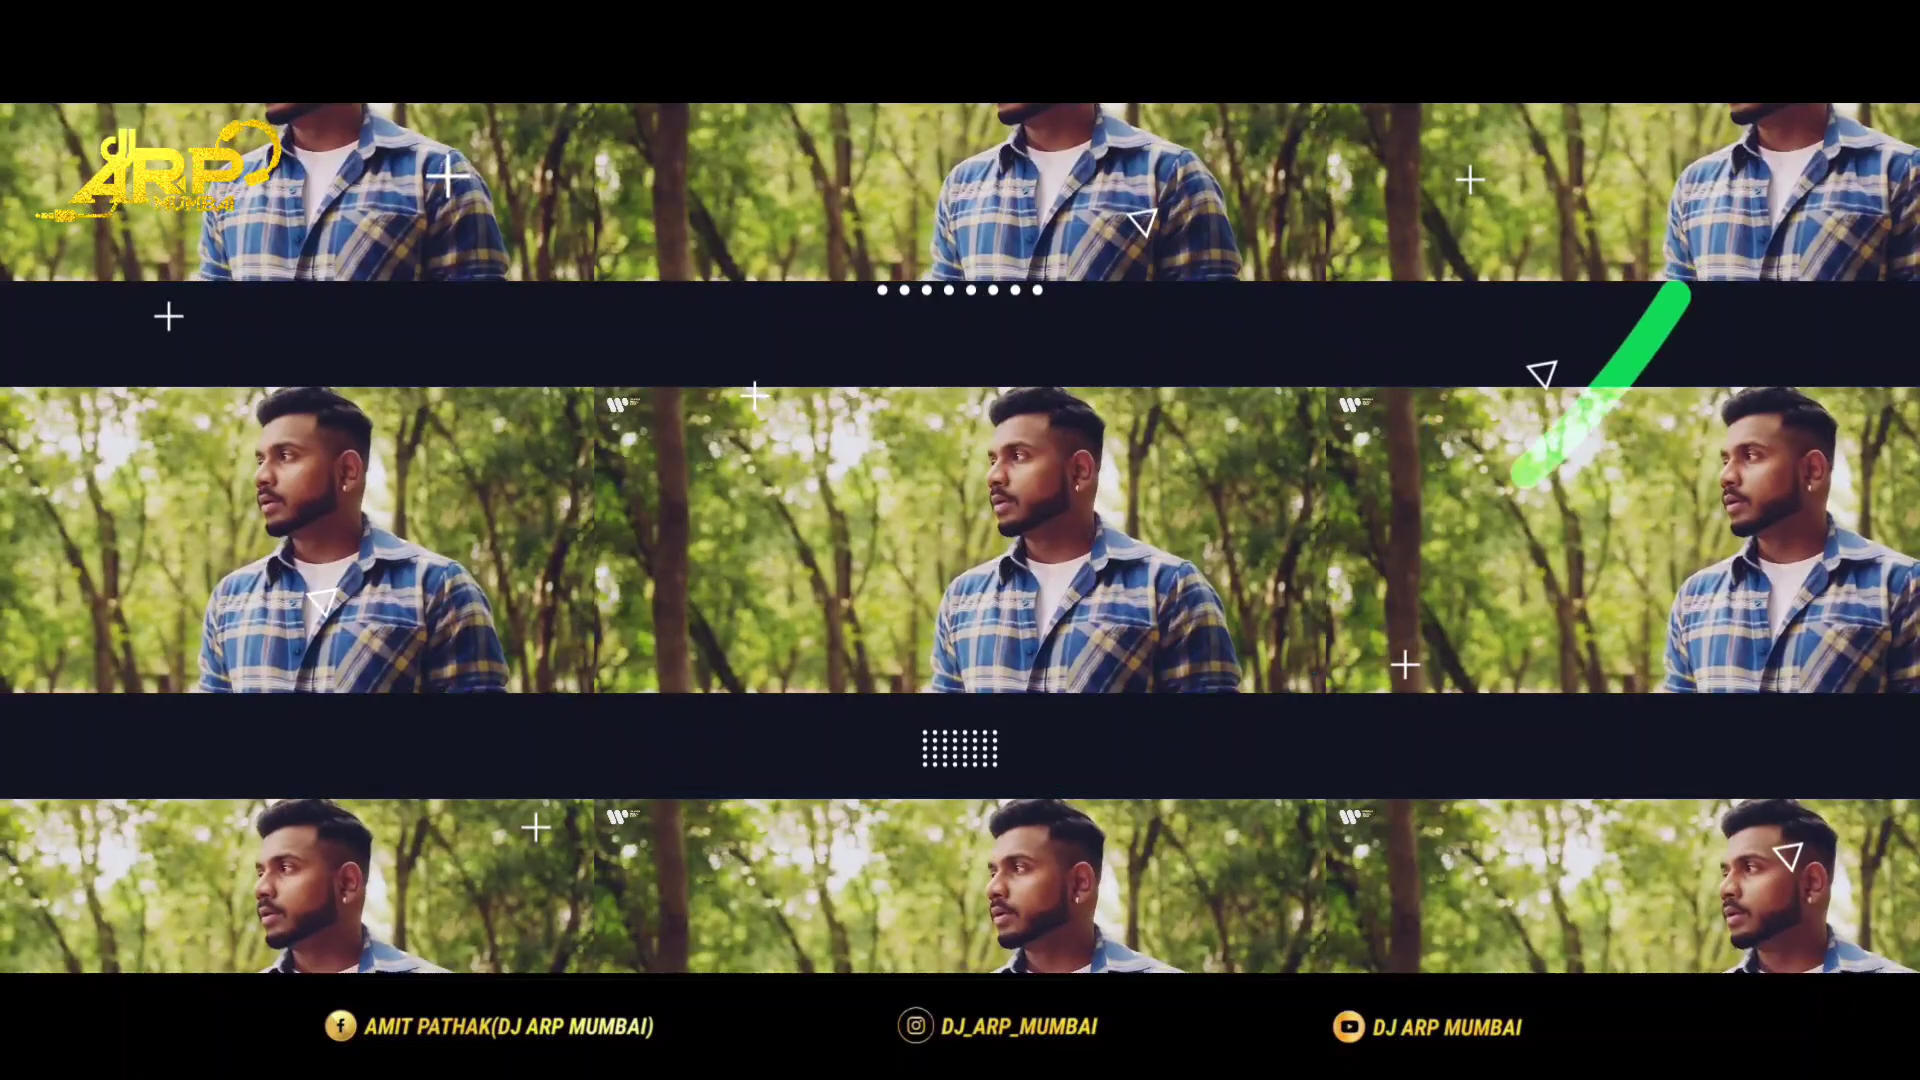 dj
ARP
MUMBAI
AMIT PATHAK(DJ ARP MUMBAI)
DJ_ARP_MUMBAI
DJ ARP MUMBAI